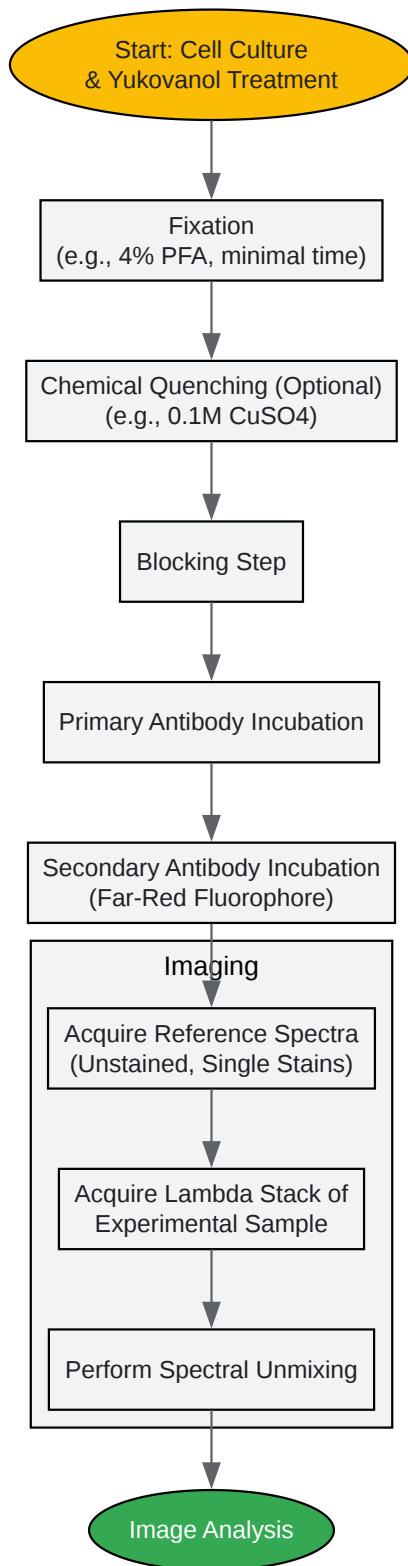 Start: Cell Culture
& Yukovanol Treatment
Fixation
(e.g., 4% PFA, minimal time)
Chemical Quenching (Optional)
(e.g., 0.1M CuSO4)
Blocking Step
Primary Antibody Incubation
Secondary Antibody Incubation
(Far-Red Fluorophore)
Imaging
Acquire Reference Spectra
(Unstained, Single Stains)
Acquire Lambda Stack of
Experimental Sample
Perform Spectral Unmixing
Image Analysis